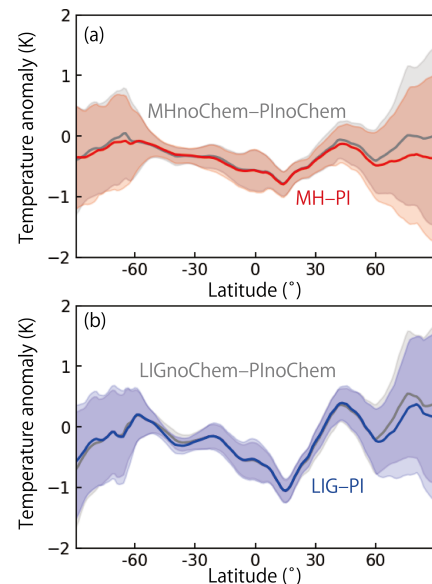 (a)
Temperature anomaly (K)
2
1
0
-1
−2
MHnoChem−PInoChem
MH−PI
-60
-30
0
30
60
Latitude (˚)
(b)
Temperature anomaly (K)
2
1
0
-1
−2
LIGnoChem−PInoChem
LIG−PI
-60
-30
0
30
60
Latitude (˚)